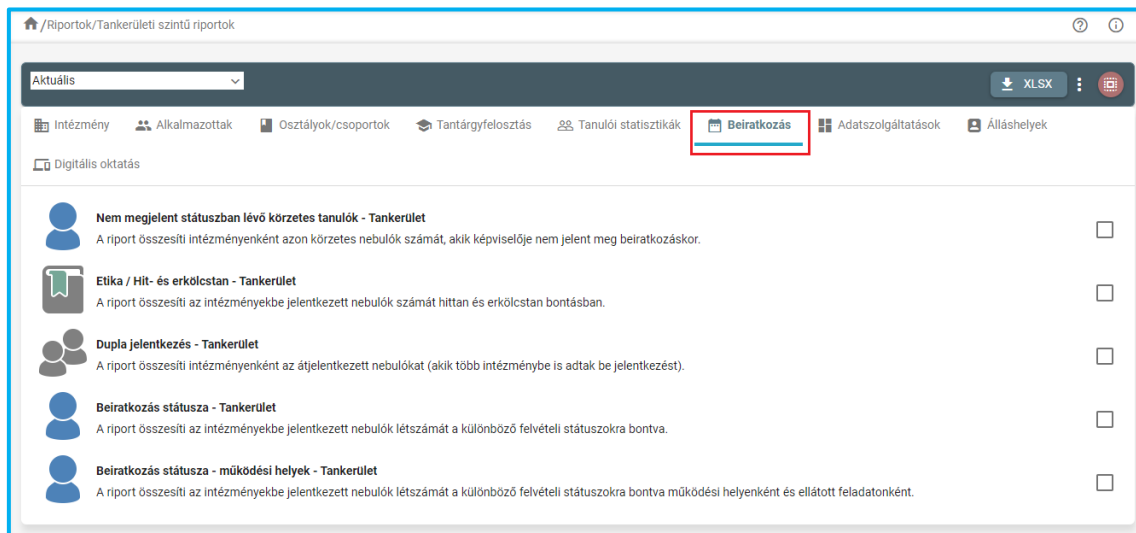 /Riportok/Tankerületi szintű riportok
Aktuális
XLSX
Intézmény Alkalmazottak Osztályok/csoportok Tantárgyfelosztás Tanulói statisztikák Beiratkozás Adatszolgáltatások Álláshelyek
Digitális oktatás
Nem megjelent státuszban lévő körzetes tanulók - Tankerület
A riport összesíti intézményenként azon körzetes nebulók számát, akik képviselője nem jelent meg beiratkozáskor.
Etika / Hit- és erkölcstan - Tankerület
A riport összesíti az intézményekbe jelentkezett nebulók számát hittan és erkölcstan bontásban.
Dupla jelentkezés - Tankerület
A riport összesíti intézményenként az átjelentkezett nebulókat (akik több intézménybe is adtak be jelentkezést).
Beiratkozás státusza - Tankerület
A riport összesíti az intézményekbe jelentkezett nebulók létszámát a különböző felvételi státuszokra bontva.
Beiratkozás státusza - működési helyek - Tankerület
A riport összesíti az intézményekbe jelentkezett nebulók létszámát a különböző felvételi státuszokra bontva működési helyenként és ellátott feladatonként.